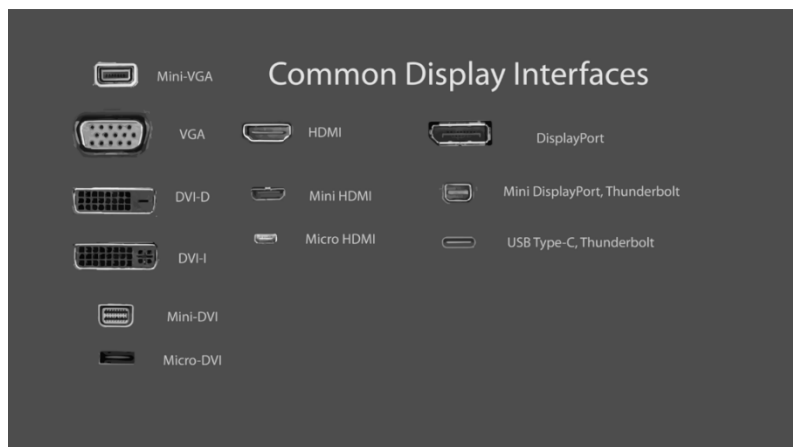 Common Display Interfaces
Mini-VGA
VGA
DVI-D
DVI-I
Mini-DVI
Micro-DVI
HDMI
Mini HDMI
Micro HDMI
DisplayPort
Mini DisplayPort, Thunderbolt
USB Type-C, Thunderbolt